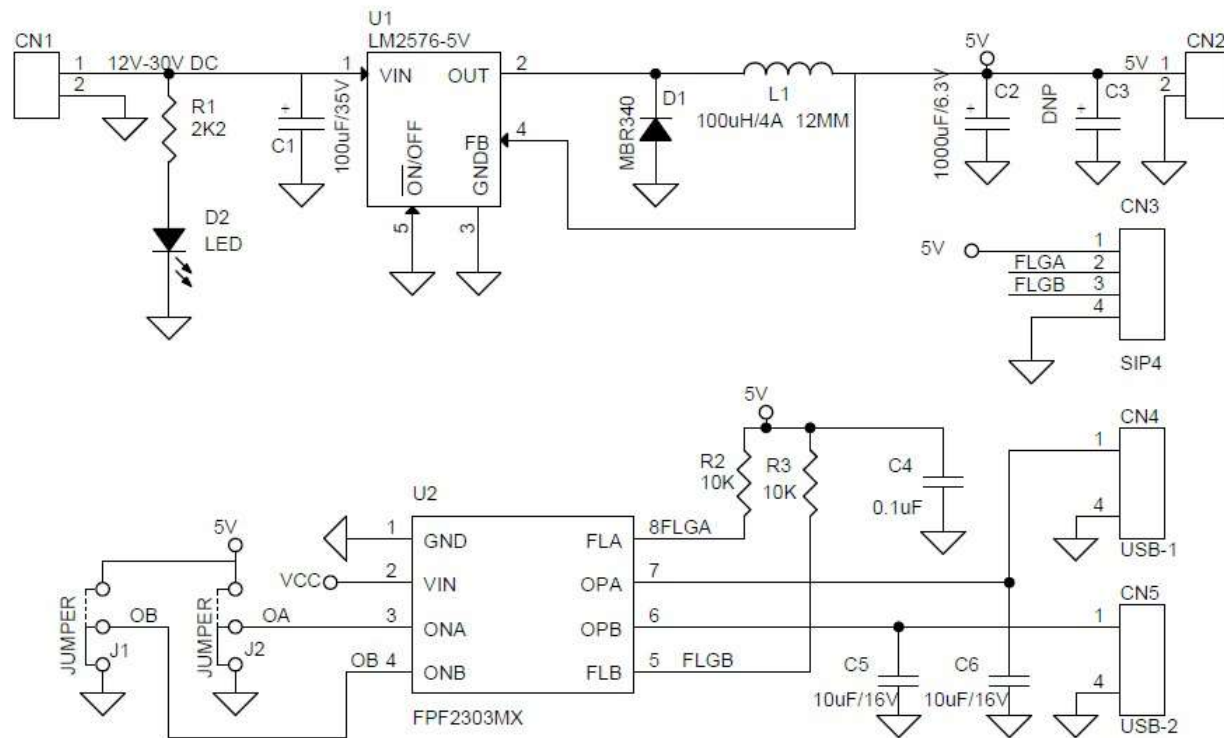 CN1
1
2
12V-30V DC
R1
2K2
D2
LED
C1
+
100uF/35V
U1
LM2576-5V
1
VIN
OUT
2
FB
4
ON/OFF
GND
5
3
D1
MBR340
L1
100uH/4A 12MM
5V
C2
+
1000uF/6.3V
C3
+
DNP
5V
CN2
1
2
CN3
5V
1
FLGA
2
FLGB
3
4
SIP4
5V
R2
10K
R3
10K
C4
0.1uF
CN4
1
4
USB-1
U2
1
GND
FLA
8FLGA
VCC
2
VIN
OPA
7
3
ONA
OPB
6
OB 4
ONB
FLB
5
FLGB
FPF2303MX
5V
JUMPER
OB
J1
JUMPER
OA
J2
C5
10uF/16V
C6
10uF/16V
CN5
1
4
USB-2